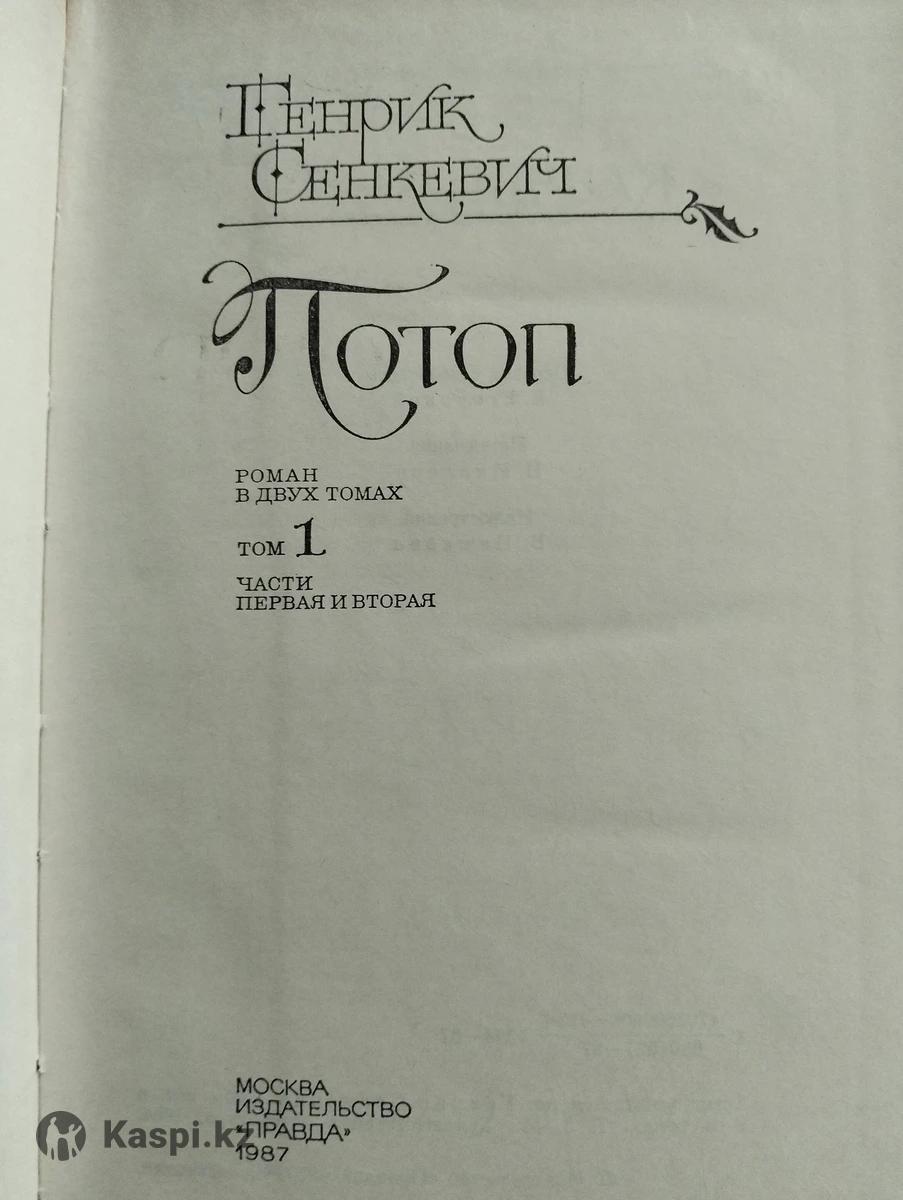 ГЕНРИК
СЕНКЕВИЧ
ПОТОП
РОМАН
В ДВУХ ТОМАХ
ТОМ 1
ЧАСТИ
ПЕРВАЯ И ВТОРАЯ
МОСКВА
ИЗДАТЕЛЬСТВО
«ПРАВДА»
1987
Kaspi.kz